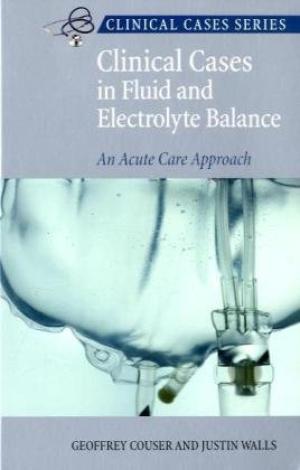 CLINICAL CASES SERIES
Clinical Cases
in Fluid and
Electrolyte Balance
An Acute Care Approach
GEOFFREY COUSER AND JUSTIN WALLS